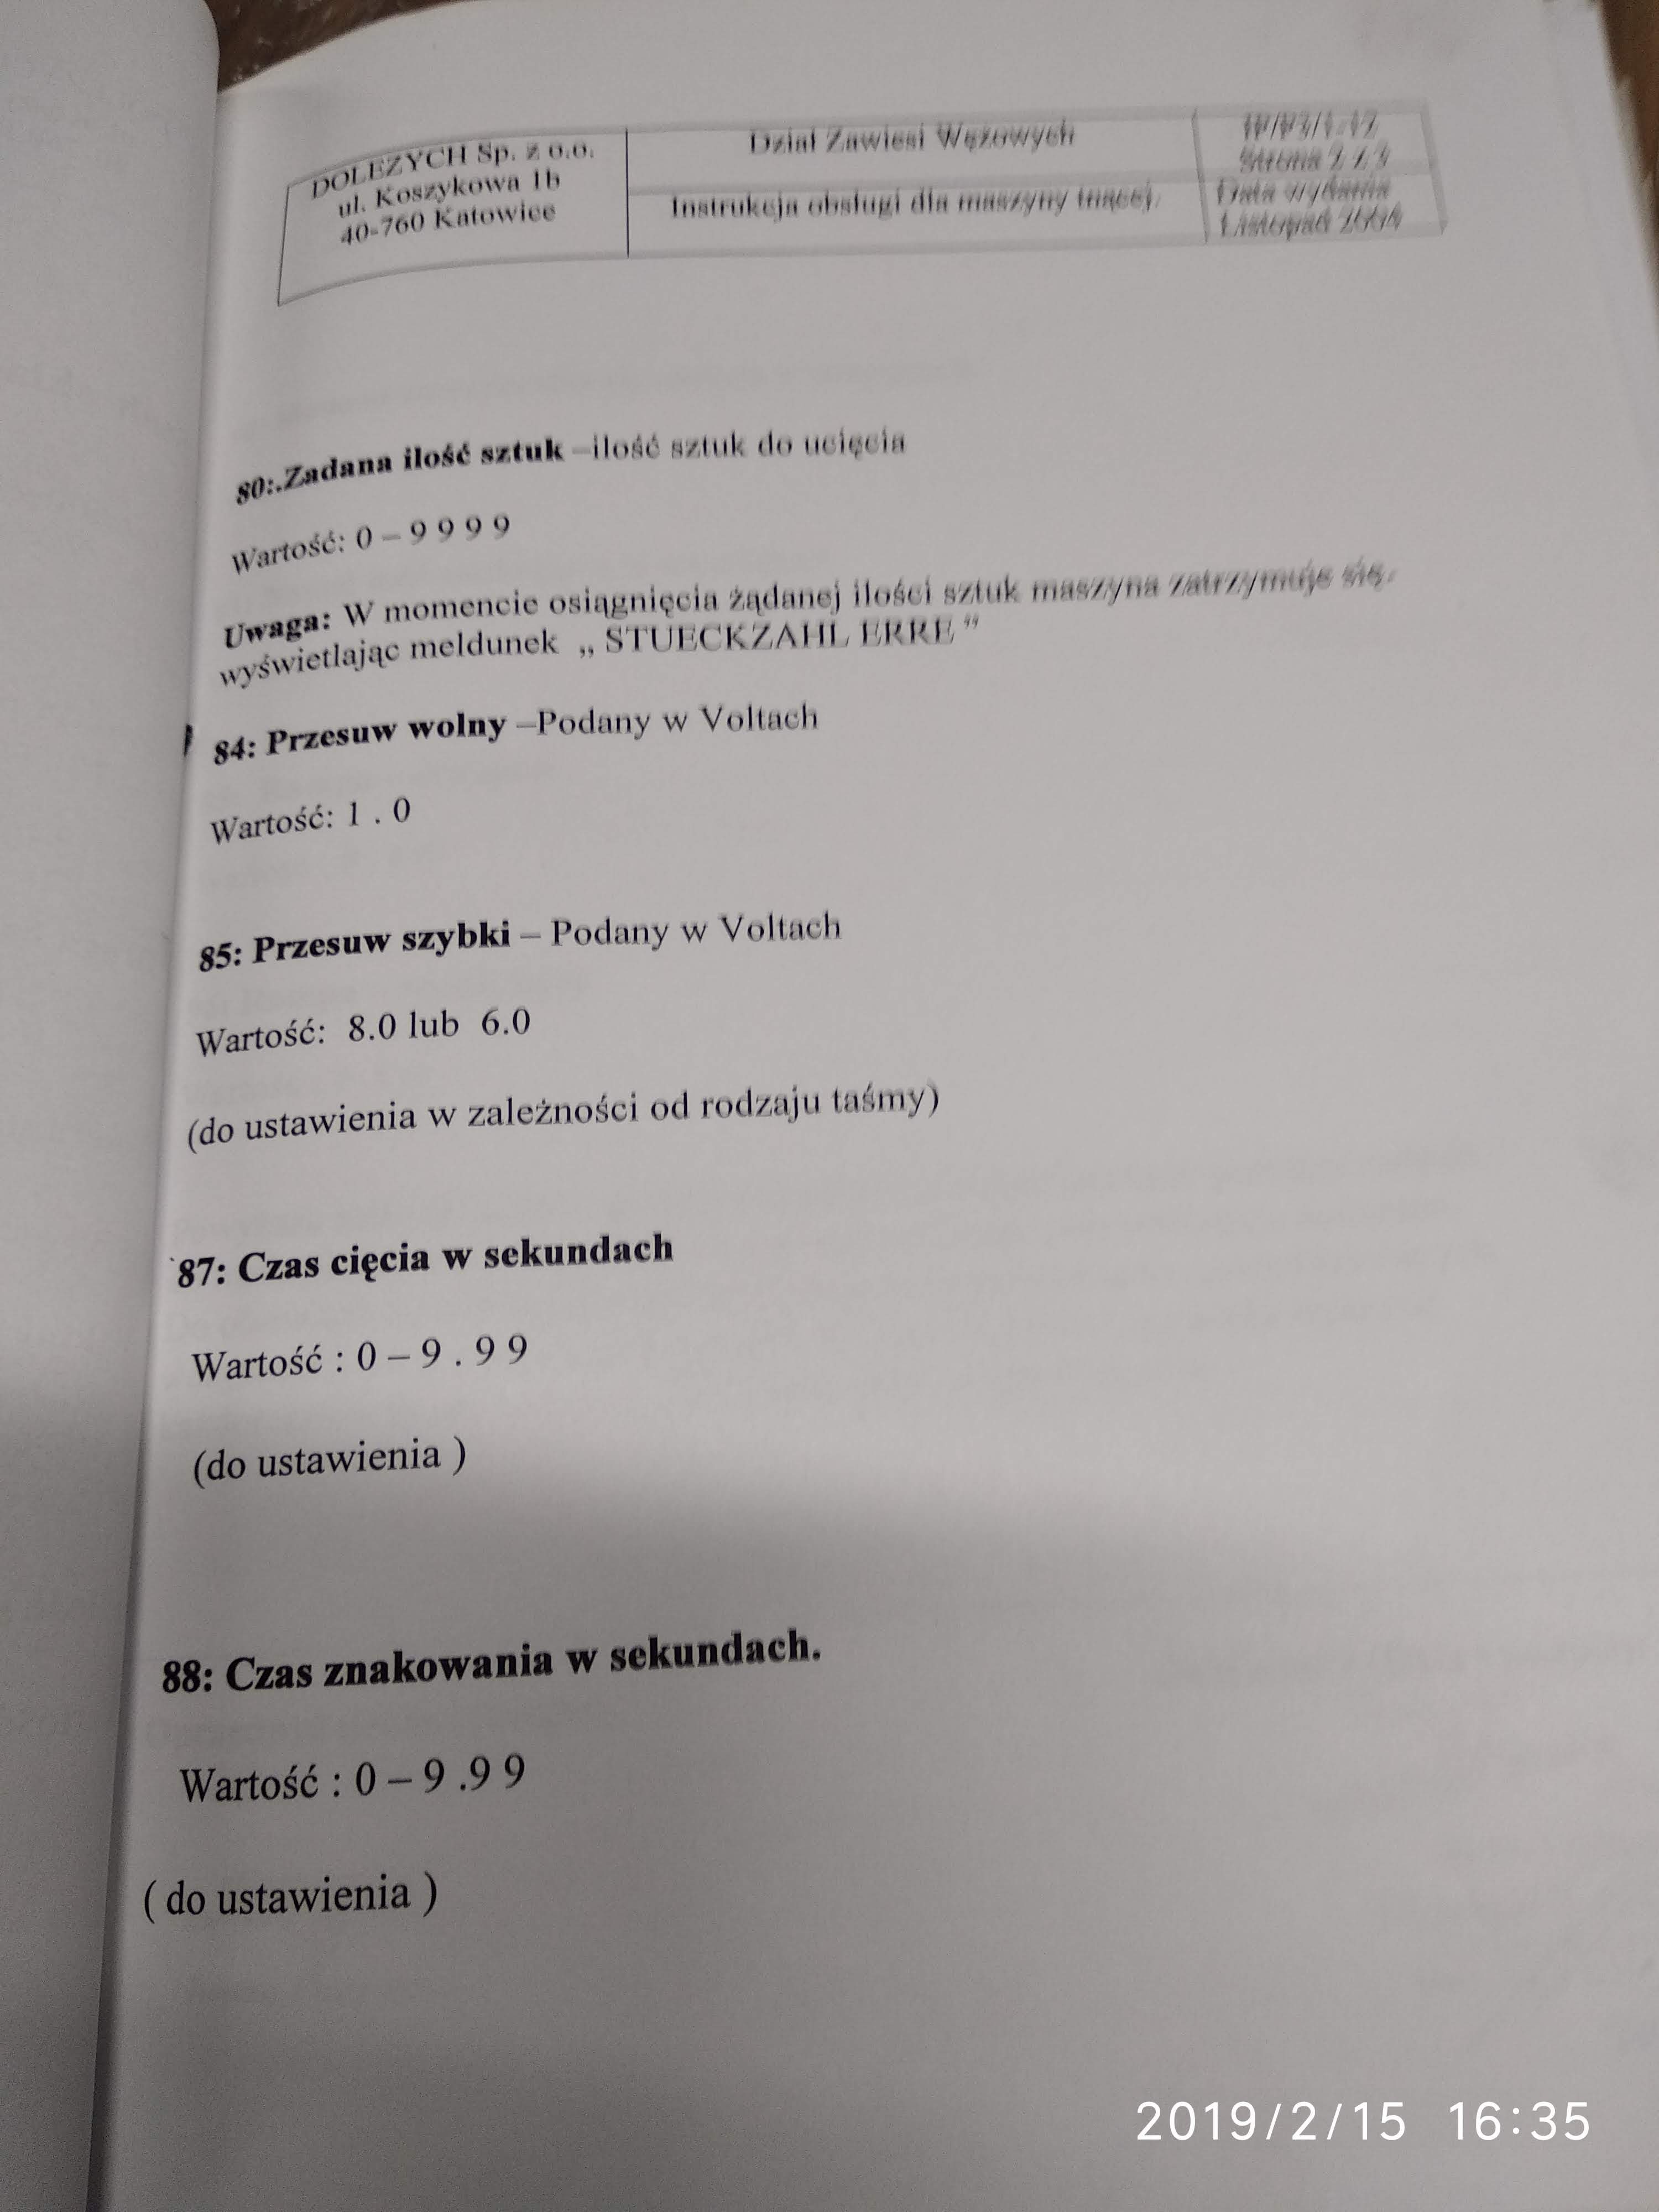 DOLEZYCH Sp. z o.o.
ul. Koszykowa 1b
40-760 Katowice
Dział Zawiesi Wężowych
Instrukcja obsługi dla maszyny tnącej.
Strona 2 z 3
Data wydania
Listopad 2004
80:.Zadana ilość sztuk –ilość sztuk do ucięcia
Wartość: 0 – 9 9 9 9
Uwaga: W momencie osiągnięcia żądanej ilości sztuk maszyna zatrzymuje się,
wyświetlając meldunek „ STUECKZAHL ERRE ”
84: Przesuw wolny –Podany w Voltach
Wartość: 1 . 0
85: Przesuw szybki – Podany w Voltach
Wartość: 8.0 lub 6.0
(do ustawienia w zależności od rodzaju taśmy)
87: Czas cięcia w sekundach
Wartość : 0 – 9 . 9 9
(do ustawienia )
88: Czas znakowania w sekundach.
Wartość : 0 – 9 .9 9
( do ustawienia )
2019/2/15 16:35